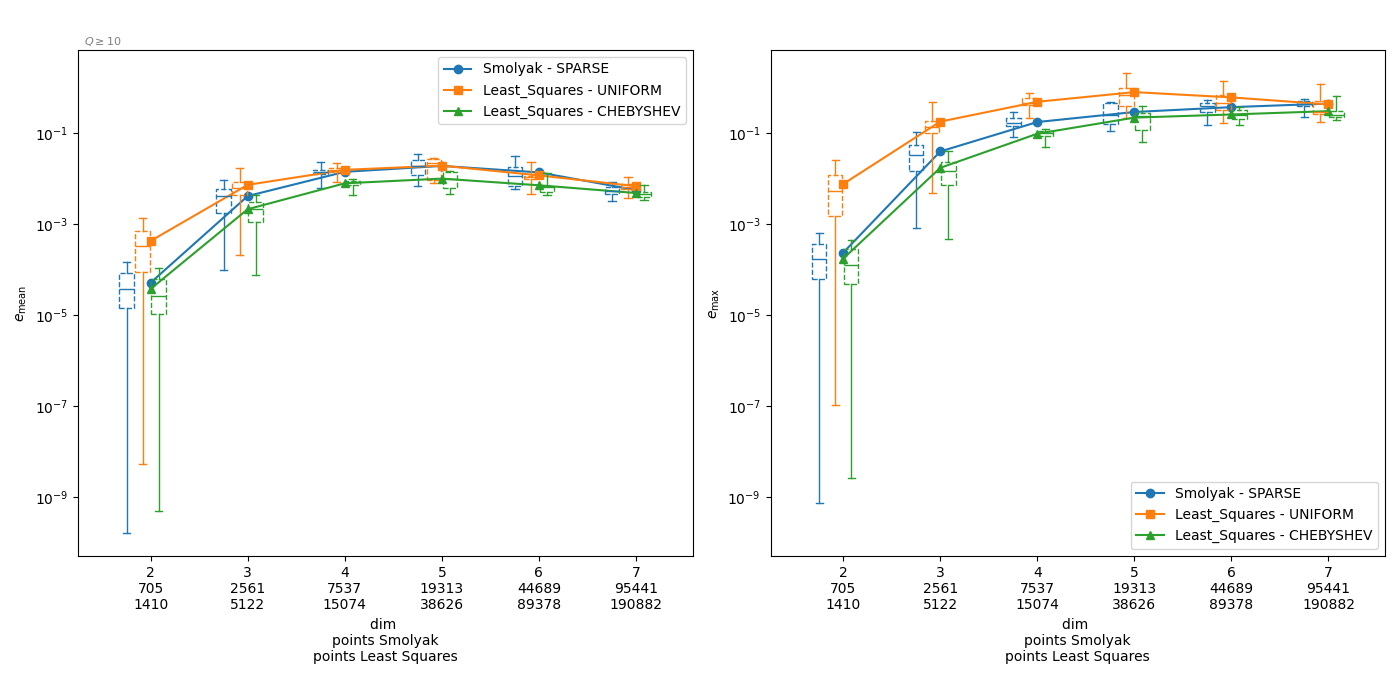 Q ≥ 10
Smolyak - SPARSE
Least_Squares - UNIFORM
Least_Squares - CHEBYSHEV
e_mean
10⁻¹
10⁻³
10⁻⁵
10⁻⁷
10⁻⁹
2 3 4 5 6 7
705 2561 7537 19313 44689 95441
1410 5122 15074 38626 89378 190882
dim
points Smolyak
points Least Squares
e_max
10⁻¹
10⁻³
10⁻⁵
10⁻⁷
10⁻⁹
Smolyak - SPARSE
Least_Squares - UNIFORM
Least_Squares - CHEBYSHEV
2 3 4 5 6 7
705 2561 7537 19313 44689 95441
1410 5122 15074 38626 89378 190882
dim
points Smolyak
points Least Squares